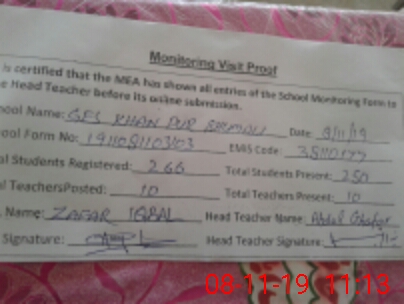 Monitoring Visit Proof
is certified that the MEA has shown all entries of the School Monitoring Form to
e Head Teacher before its online submission.
hool Name: GES KHAN PUR Date 8/11/19
ool Form No: EMIS Code:
al Students Registered: 266 Total Students Present: 250
al TeachersPosted: 10 Total Teachers Present: 10
Name: ZAFAR IQBAL Head Teacher Name: Abdul Ghafar
Signature: Head Teacher Signature:
08-11-19 11:13